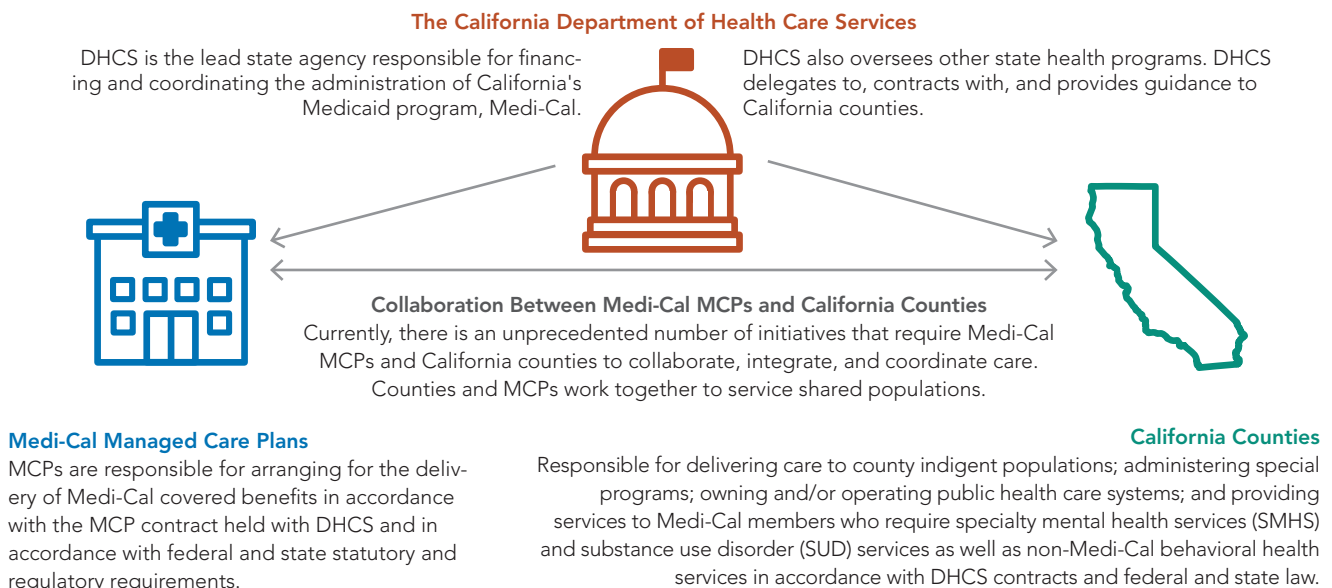 The California Department of Health Care Services
DHCS is the lead state agency responsible for financ-
ing and coordinating the administration of California's
Medicaid program, Medi-Cal.
DHCS also oversees other state health programs. DHCS
delegates to, contracts with, and provides guidance to
California counties.
Collaboration Between Medi-Cal MCPs and California Counties
Currently, there is an unprecedented number of initiatives that require Medi-Cal
MCPs and California counties to collaborate, integrate, and coordinate care.
Counties and MCPs work together to service shared populations.
Medi-Cal Managed Care Plans
MCPs are responsible for arranging for the deliv-
ery of Medi-Cal covered benefits in accordance
with the MCP contract held with DHCS and in
accordance with federal and state statutory and
regulatory requirements.
California Counties
Responsible for delivering care to county indigent populations; administering special
programs; owning and/or operating public health care systems; and providing
services to Medi-Cal members who require specialty mental health services (SMHS)
and substance use disorder (SUD) services as well as non-Medi-Cal behavioral health
services in accordance with DHCS contracts and federal and state law.